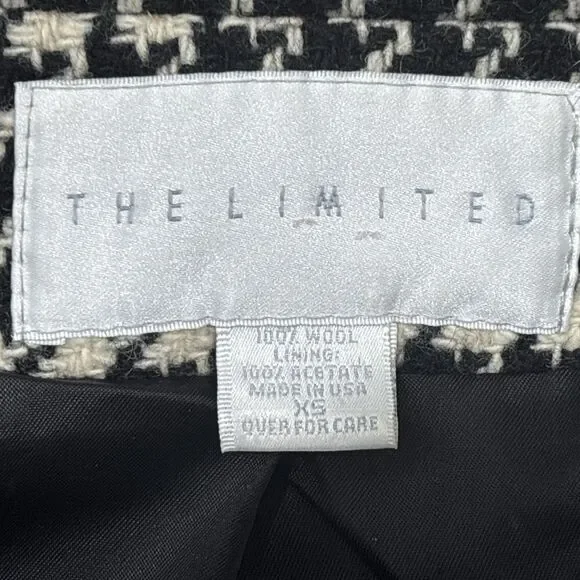 THE LIMITED
100% WOOL
LINING:
100% ACETATE
MADE IN USA
XS
OVER FOR CARE